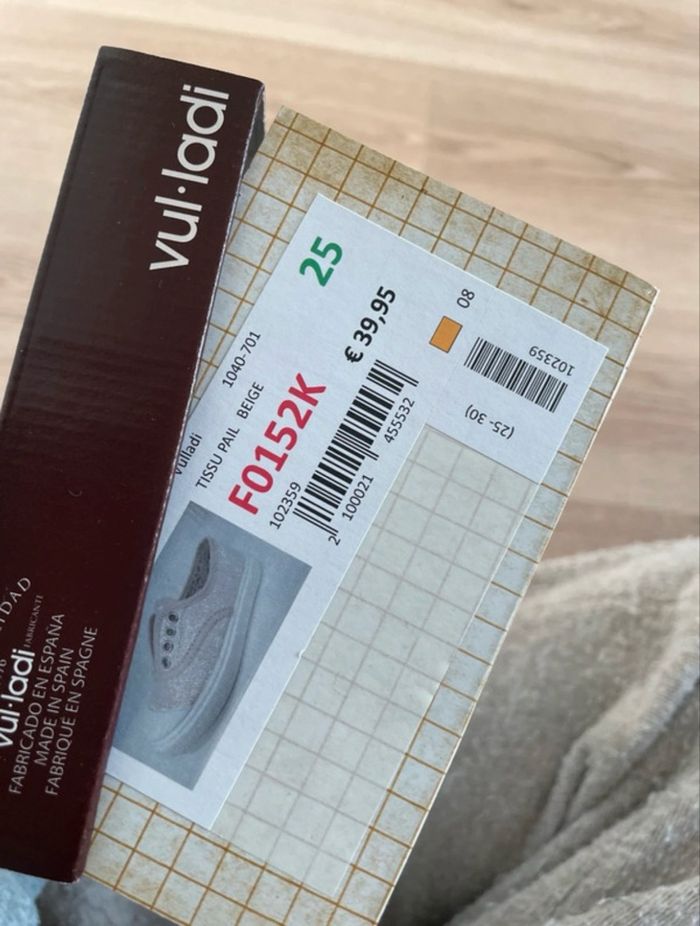 vul·ladi
vul·ladi
FABRICADO EN ESPAÑA
MADE IN SPAIN
FABRIQUÉ EN SPAGNE
FABRICANTE
Vulladi 1040-701 25
TISSU PAIL BEIGE
F0152K € 39,95
102359
2 100021 455532
08
102359
(25-30)